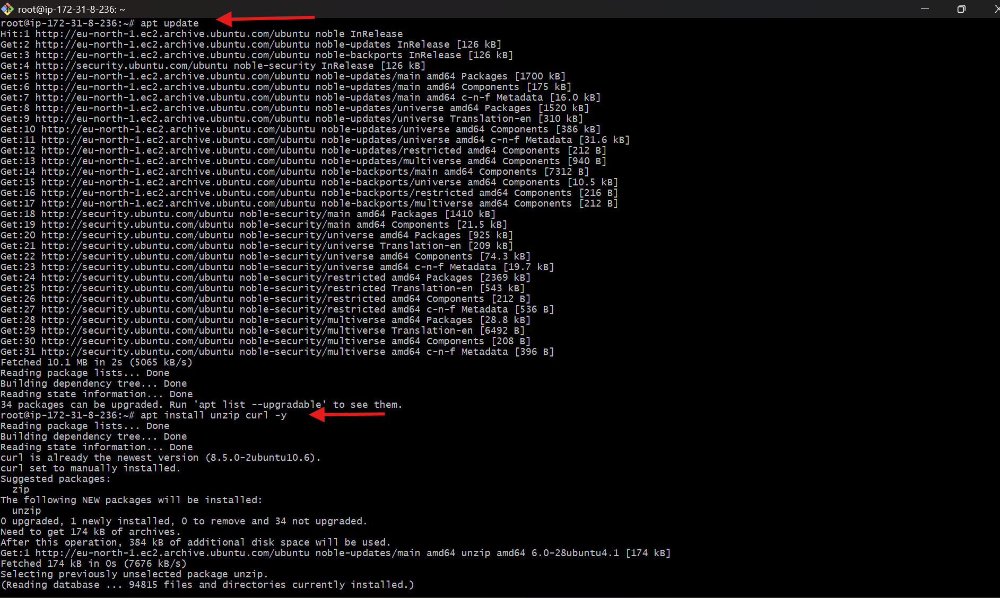 root@ip-172-31-8-236: ~
root@ip-172-31-8-236:~# apt update
Hit:1 http://eu-north-1.ec2.archive.ubuntu.com/ubuntu noble InRelease
Get:2 http://eu-north-1.ec2.archive.ubuntu.com/ubuntu noble-updates InRelease [126 kB]
Get:3 http://eu-north-1.ec2.archive.ubuntu.com/ubuntu noble-backports InRelease [126 kB]
Get:4 http://security.ubuntu.com/ubuntu noble-security InRelease [126 kB]
Get:5 http://eu-north-1.ec2.archive.ubuntu.com/ubuntu noble-updates/main amd64 Packages [1700 kB]
Get:6 http://eu-north-1.ec2.archive.ubuntu.com/ubuntu noble-updates/main amd64 Components [175 kB]
Get:7 http://eu-north-1.ec2.archive.ubuntu.com/ubuntu noble-updates/main amd64 c-n-f Metadata [16.0 kB]
Get:8 http://eu-north-1.ec2.archive.ubuntu.com/ubuntu noble-updates/universe amd64 Packages [1520 kB]
Get:9 http://eu-north-1.ec2.archive.ubuntu.com/ubuntu noble-updates/universe Translation-en [310 kB]
Get:10 http://eu-north-1.ec2.archive.ubuntu.com/ubuntu noble-updates/universe amd64 Components [386 kB]
Get:11 http://eu-north-1.ec2.archive.ubuntu.com/ubuntu noble-updates/universe amd64 c-n-f Metadata [31.6 kB]
Get:12 http://eu-north-1.ec2.archive.ubuntu.com/ubuntu noble-updates/restricted amd64 Components [212 B]
Get:13 http://eu-north-1.ec2.archive.ubuntu.com/ubuntu noble-updates/multiverse amd64 Components [940 B]
Get:14 http://eu-north-1.ec2.archive.ubuntu.com/ubuntu noble-backports/main amd64 Components [7312 B]
Get:15 http://eu-north-1.ec2.archive.ubuntu.com/ubuntu noble-backports/universe amd64 Components [10.5 kB]
Get:16 http://eu-north-1.ec2.archive.ubuntu.com/ubuntu noble-backports/restricted amd64 Components [216 B]
Get:17 http://eu-north-1.ec2.archive.ubuntu.com/ubuntu noble-backports/multiverse amd64 Components [212 B]
Get:18 http://security.ubuntu.com/ubuntu noble-security/main amd64 Packages [1410 kB]
Get:19 http://security.ubuntu.com/ubuntu noble-security/main amd64 Components [21.5 kB]
Get:20 http://security.ubuntu.com/ubuntu noble-security/universe amd64 Packages [925 kB]
Get:21 http://security.ubuntu.com/ubuntu noble-security/universe Translation-en [209 kB]
Get:22 http://security.ubuntu.com/ubuntu noble-security/universe amd64 Components [74.3 kB]
Get:23 http://security.ubuntu.com/ubuntu noble-security/universe amd64 c-n-f Metadata [19.7 kB]
Get:24 http://security.ubuntu.com/ubuntu noble-security/restricted amd64 Packages [2369 kB]
Get:25 http://security.ubuntu.com/ubuntu noble-security/restricted Translation-en [543 kB]
Get:26 http://security.ubuntu.com/ubuntu noble-security/restricted amd64 Components [212 B]
Get:27 http://security.ubuntu.com/ubuntu noble-security/restricted amd64 c-n-f Metadata [536 B]
Get:28 http://security.ubuntu.com/ubuntu noble-security/multiverse amd64 Packages [28.8 kB]
Get:29 http://security.ubuntu.com/ubuntu noble-security/multiverse Translation-en [6492 B]
Get:30 http://security.ubuntu.com/ubuntu noble-security/multiverse amd64 Components [208 B]
Get:31 http://security.ubuntu.com/ubuntu noble-security/multiverse amd64 c-n-f Metadata [396 B]
Fetched 10.1 MB in 2s (5065 kB/s)
Reading package lists... Done
Building dependency tree... Done
Reading state information... Done
34 packages can be upgraded. Run 'apt list --upgradable' to see them.
root@ip-172-31-8-236:~# apt install unzip curl -y
Reading package lists... Done
Building dependency tree... Done
Reading state information... Done
curl is already the newest version (8.5.0-2ubuntu10.6).
curl set to manually installed.
Suggested packages:
  zip
The following NEW packages will be installed:
  unzip
0 upgraded, 1 newly installed, 0 to remove and 34 not upgraded.
Need to get 174 kB of archives.
After this operation, 384 kB of additional disk space will be used.
Get:1 http://eu-north-1.ec2.archive.ubuntu.com/ubuntu noble-updates/main amd64 unzip amd64 6.0-28ubuntu4.1 [174 kB]
Fetched 174 kB in 0s (7676 kB/s)
Selecting previously unselected package unzip.
(Reading database ... 94815 files and directories currently installed.)